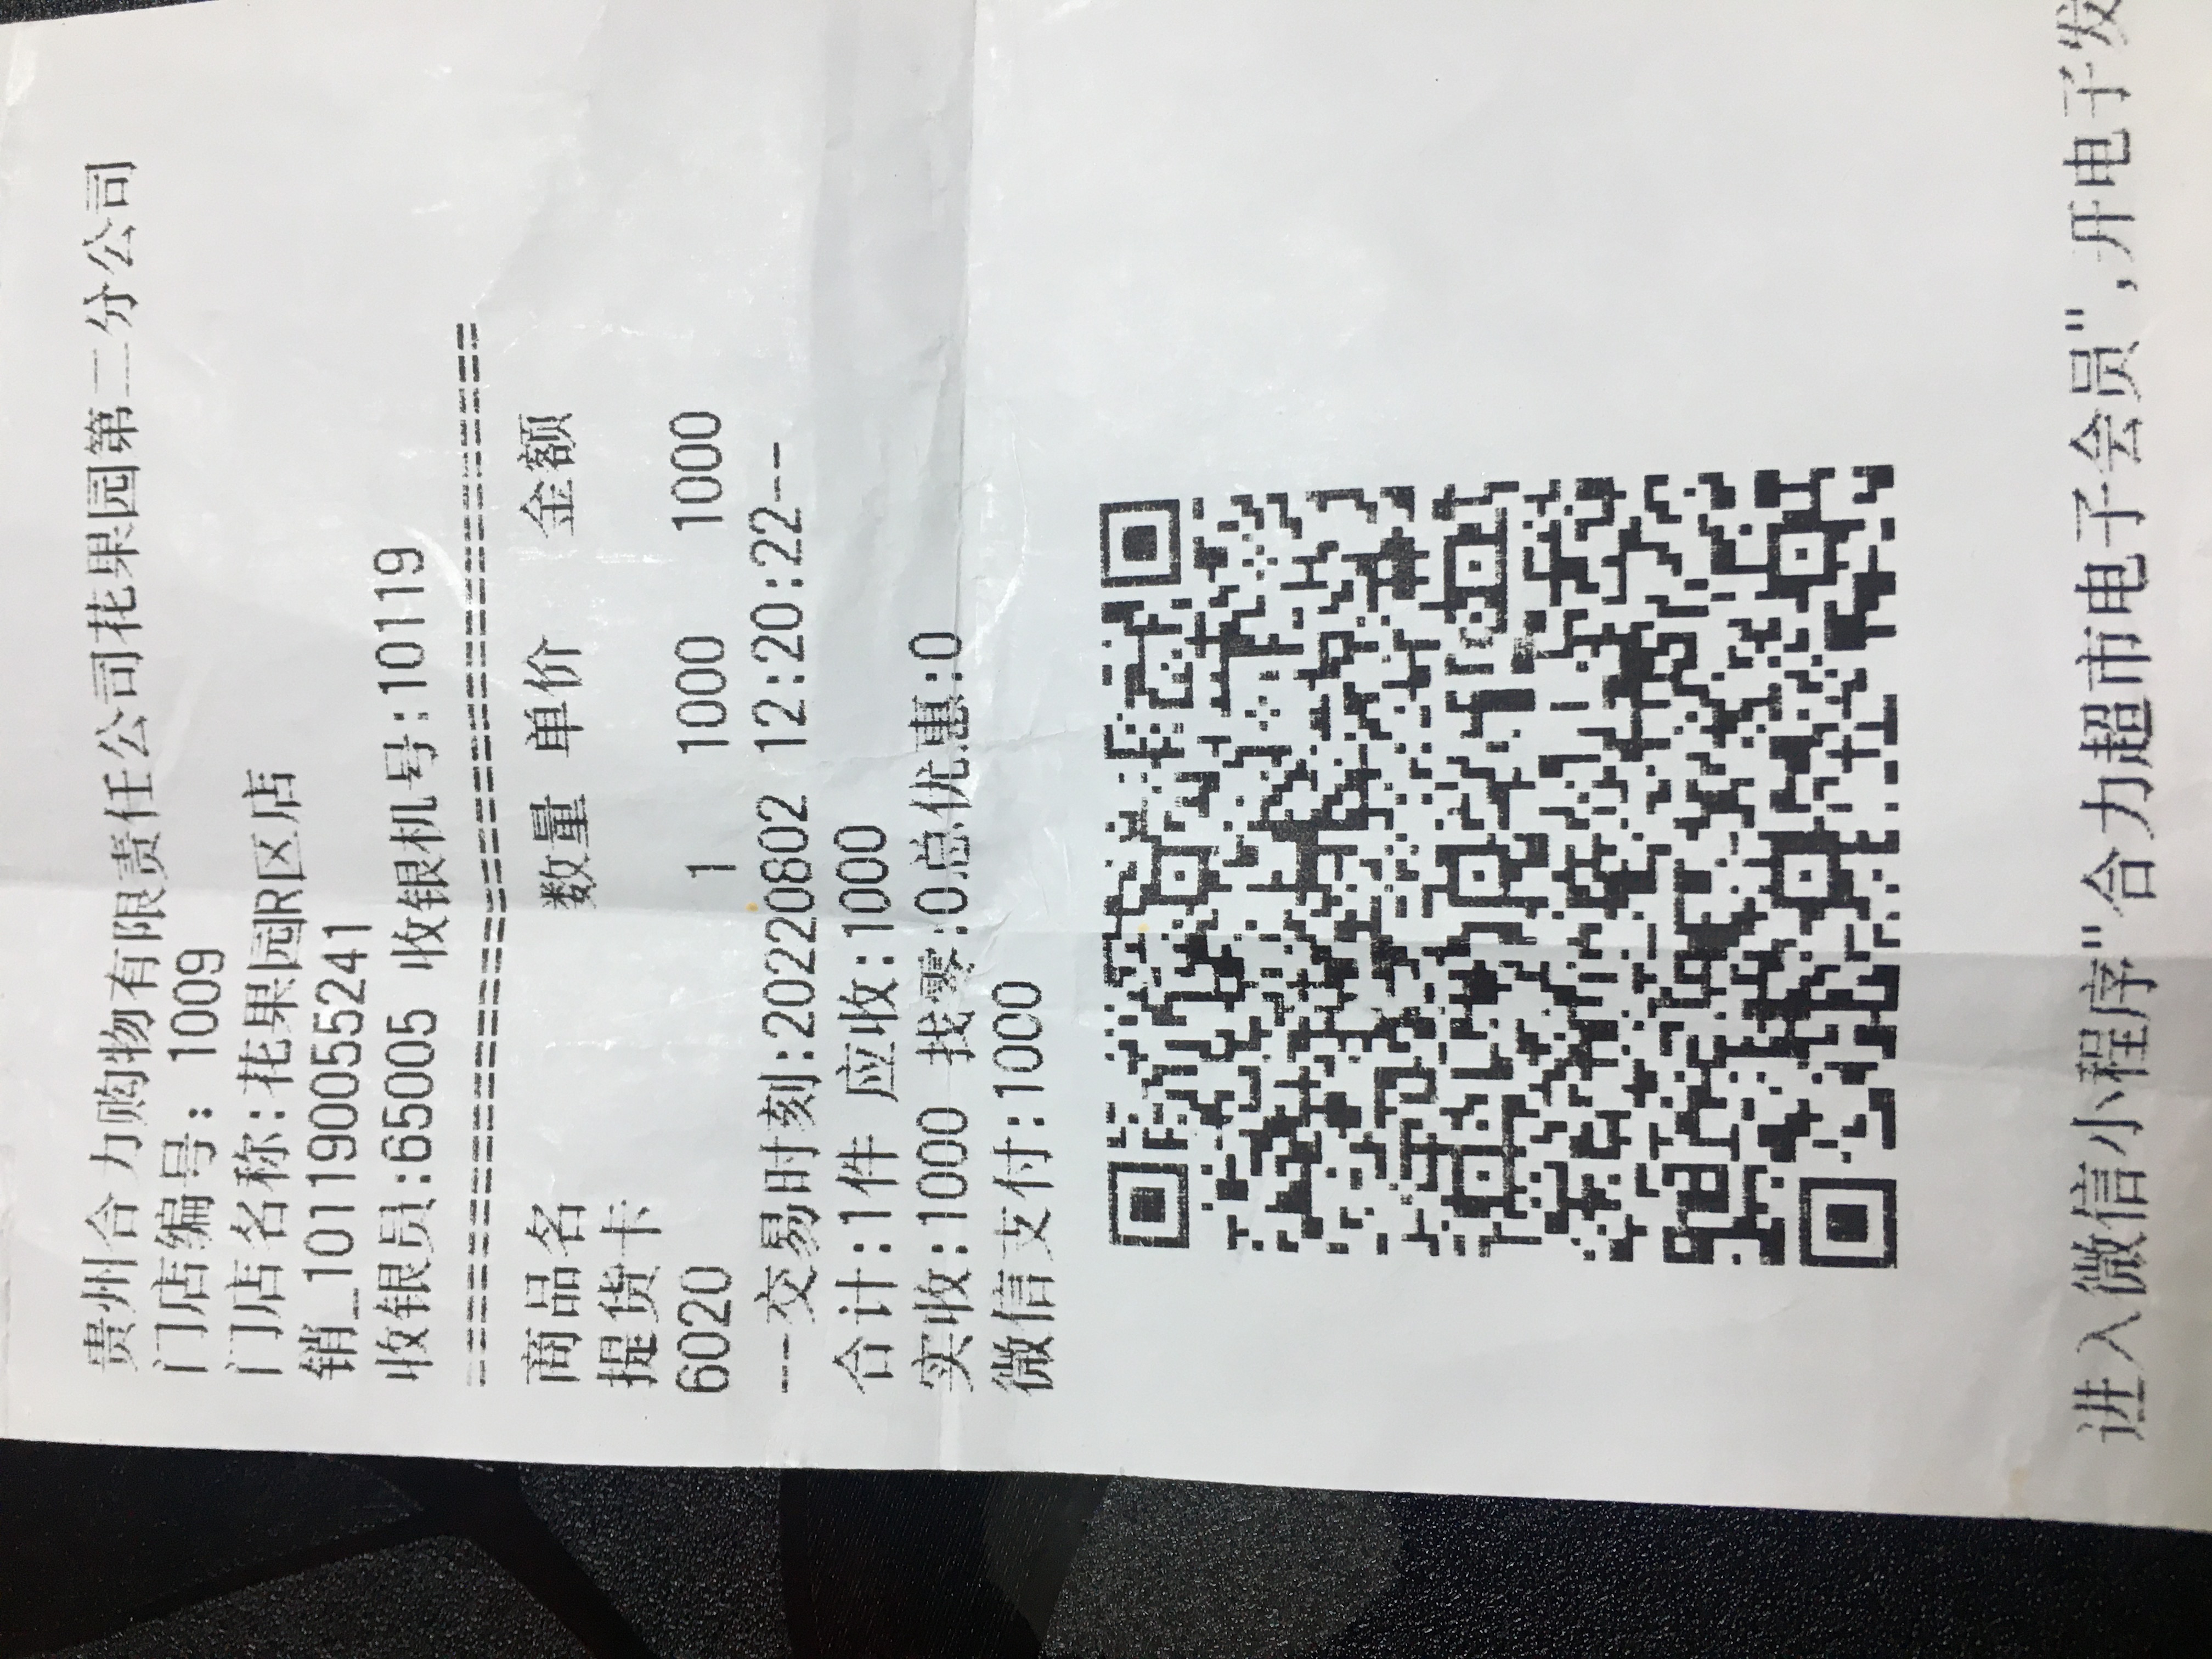 贵州合力购物有限责任公司花果园第二分公司
门店编号: 1009
门店名称:花果园R区店
销_101190055241
收银员:65005 收银机号:10119
==========================================
商品名 数量 单价 金额
提货卡
6020 1 1000 1000
--交易时刻:20220802 12:20:22--
合计:1件 应收:1000
实收:1000 找零:0总优惠:0
微信支付:1000
进入微信小程序"合力超市电子会员",开电子发